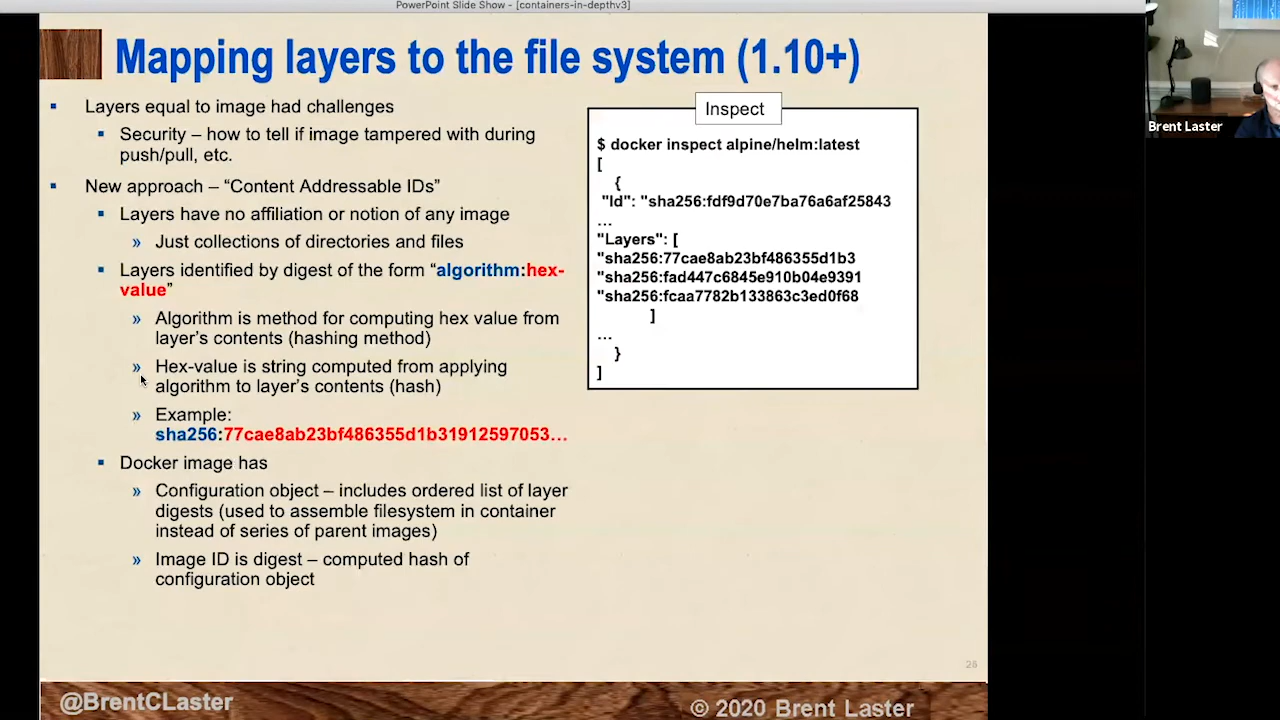 PowerPoint Slide Show - [containers-in-depthv3]
Mapping layers to the file system (1.10+)
Layers equal to image had challenges
Security – how to tell if image tampered with during
push/pull, etc.
New approach – “Content Addressable IDs”
Layers have no affiliation or notion of any image
» Just collections of directories and files
Layers identified by digest of the form “algorithm:hex-
value”
» Algorithm is method for computing hex value from
layer’s contents (hashing method)
» Hex-value is string computed from applying
algorithm to layer’s contents (hash)
» Example:
sha256:77cae8ab23bf486355d1b31912597053…
Docker image has
» Configuration object – includes ordered list of layer
digests (used to assemble filesystem in container
instead of series of parent images)
» Image ID is digest – computed hash of
configuration object
Inspect
$ docker inspect alpine/helm:latest
[
{
"Id": "sha256:fdf9d70e7ba76a6af25843
…
"Layers": [
"sha256:77cae8ab23bf486355d1b3
"sha256:fad447c6845e910b04e9391
"sha256:fcaa7782b133863c3ed0f68
]
…
}
]
26
@BrentCLaster
© 2020 Brent Laster
Brent Laster